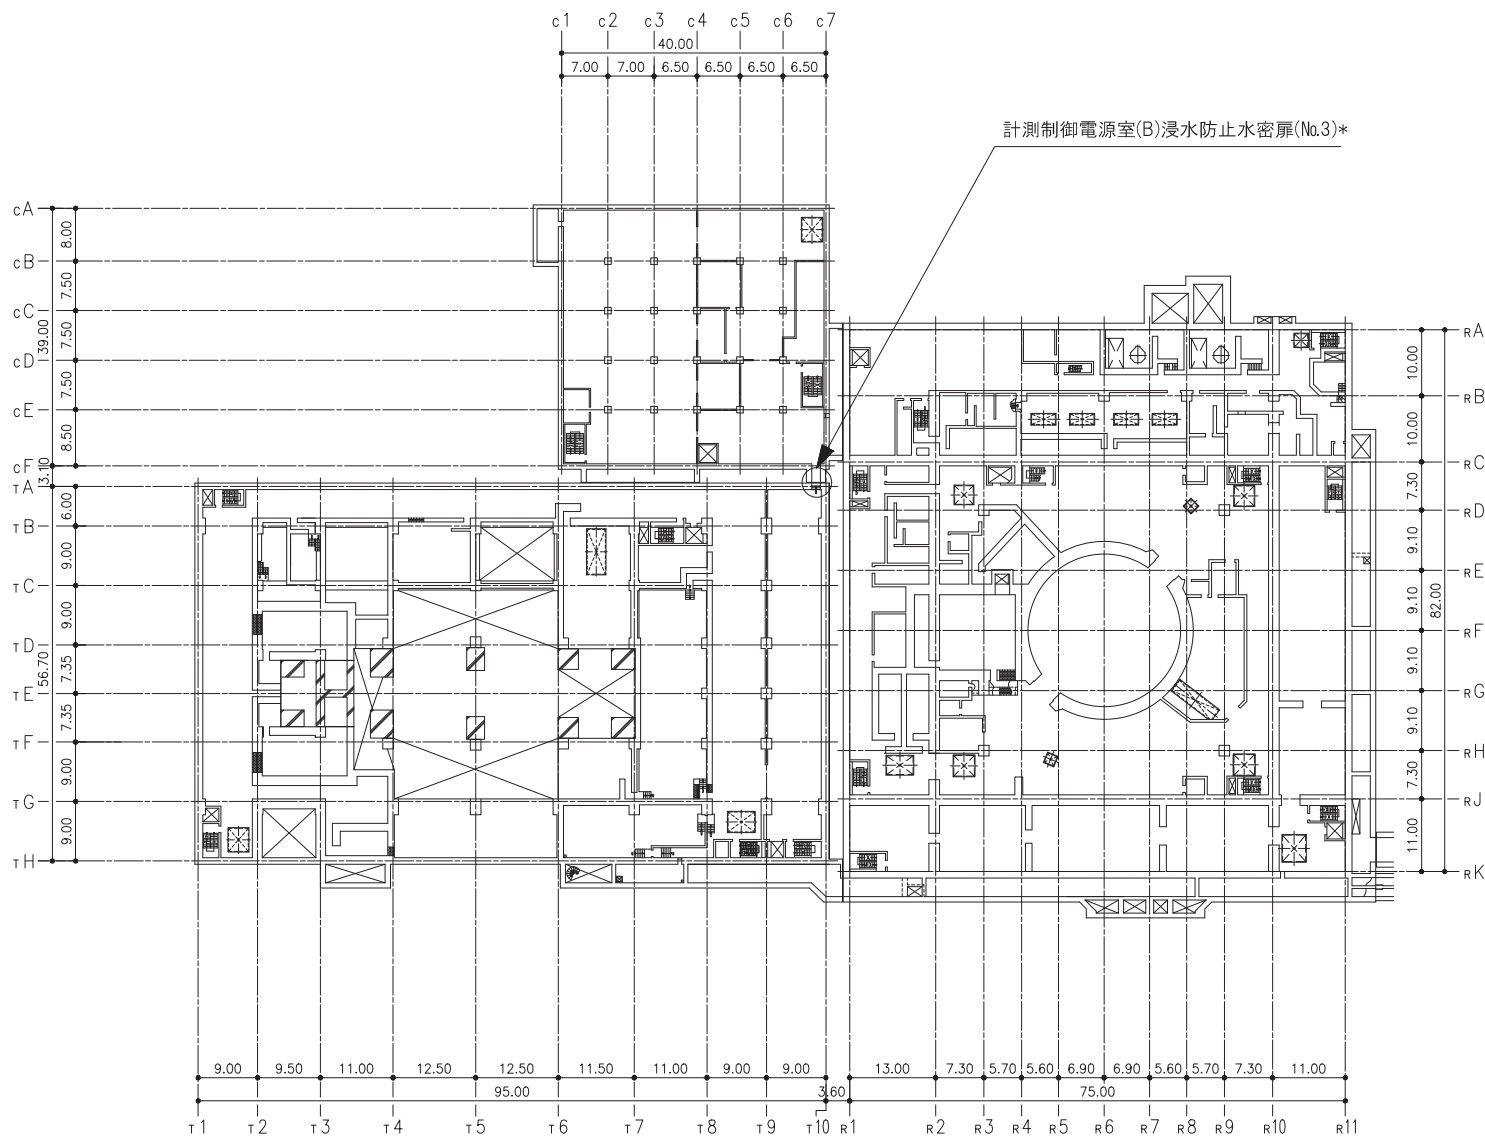 c1 c2 c3 c4 c5 c6 c7
40.00
7.00 7.00 6.50 6.50 6.50 6.50
計測制御電源室(B)浸水防止水密扉(No.3)*
cA
8.00
cB
7.50
cC
39.00
7.50
cD
7.50
cE
8.50
cF
3.10
TA
6.00
TB
9.00
TC
9.00
TD
56.70
7.35
TE
7.35
TF
9.00
TG
9.00
TH
RA
10.00
RB
10.00
RC
7.30
RD
9.10
RE
9.10
82.00
RF
9.10
RG
9.10
RH
7.30
RJ
11.00
RK
9.00 9.50 11.00 12.50 12.50 11.50 11.00 9.00 9.00 13.00 7.30 5.70 5.60 6.90 6.90 5.60 5.70 7.30 11.00
95.00 3.60 75.00
T1 T2 T3 T4 T5 T6 T7 T8 T9 T10 R1 R2 R3 R4 R5 R6 R7 R8 R9 R10 R11